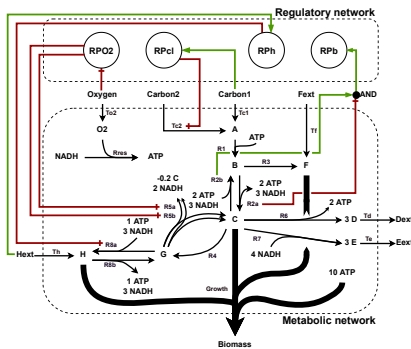 Regulatory network
RPO2 RPcl RPh RPb
Oxygen Carbon2 Carbon1 Fext AND
To2 Tc2 Tc1 Tf
O2 A
R1 ATP
NADH Rres ATP
B R3 F
-0.2 C
2 NADH
R2b
2 ATP
3 NADH
2 ATP
3 NADH
R5a
R5b
R2a
2 ATP
C R6 3 D Td Dext
1 ATP
3 NADH
R7 3 E Te Eext
R8a
Hext Th H G R4 4 NADH
R8b
1 ATP
3 NADH
10 ATP
Growth
Metabolic network
Biomass